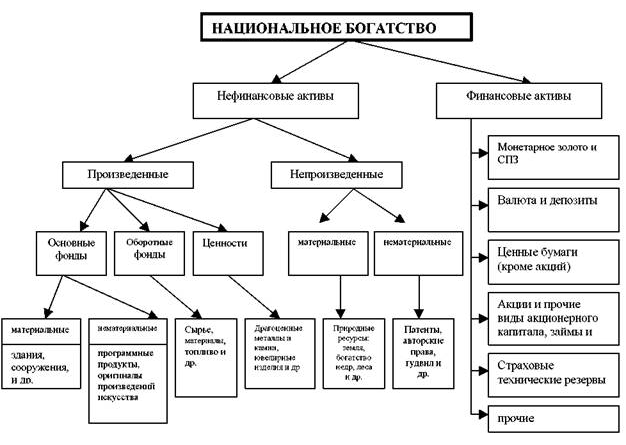 НАЦИОНАЛЬНОЕ БОГАТСТВО
Нефинансовые активы
Финансовые активы
Монетарное золото и
СПЗ
Произведенные
Непроизведенные
Валюта и депозиты
Основные
фонды
Оборотные
фонды
Ценности
материальные
нематериальные
Ценные бумаги
(кроме акций)
Акции и прочие
виды акционерного
капитала, займы и
материальные
здания,
сооружения,
и др.
нематериальные
программные
продукты,
оригиналы
произведений
искусства
Сырье,
материалы,
топливо и
др.
Драгоценные
металлы и
камни,
ювелирные
изделия и др
Природные
ресурсы:
земля,
богатство
недр, леса
и др.
Патенты,
авторские
права,
гудвил и
др.
Страховые
технические резервы
прочие